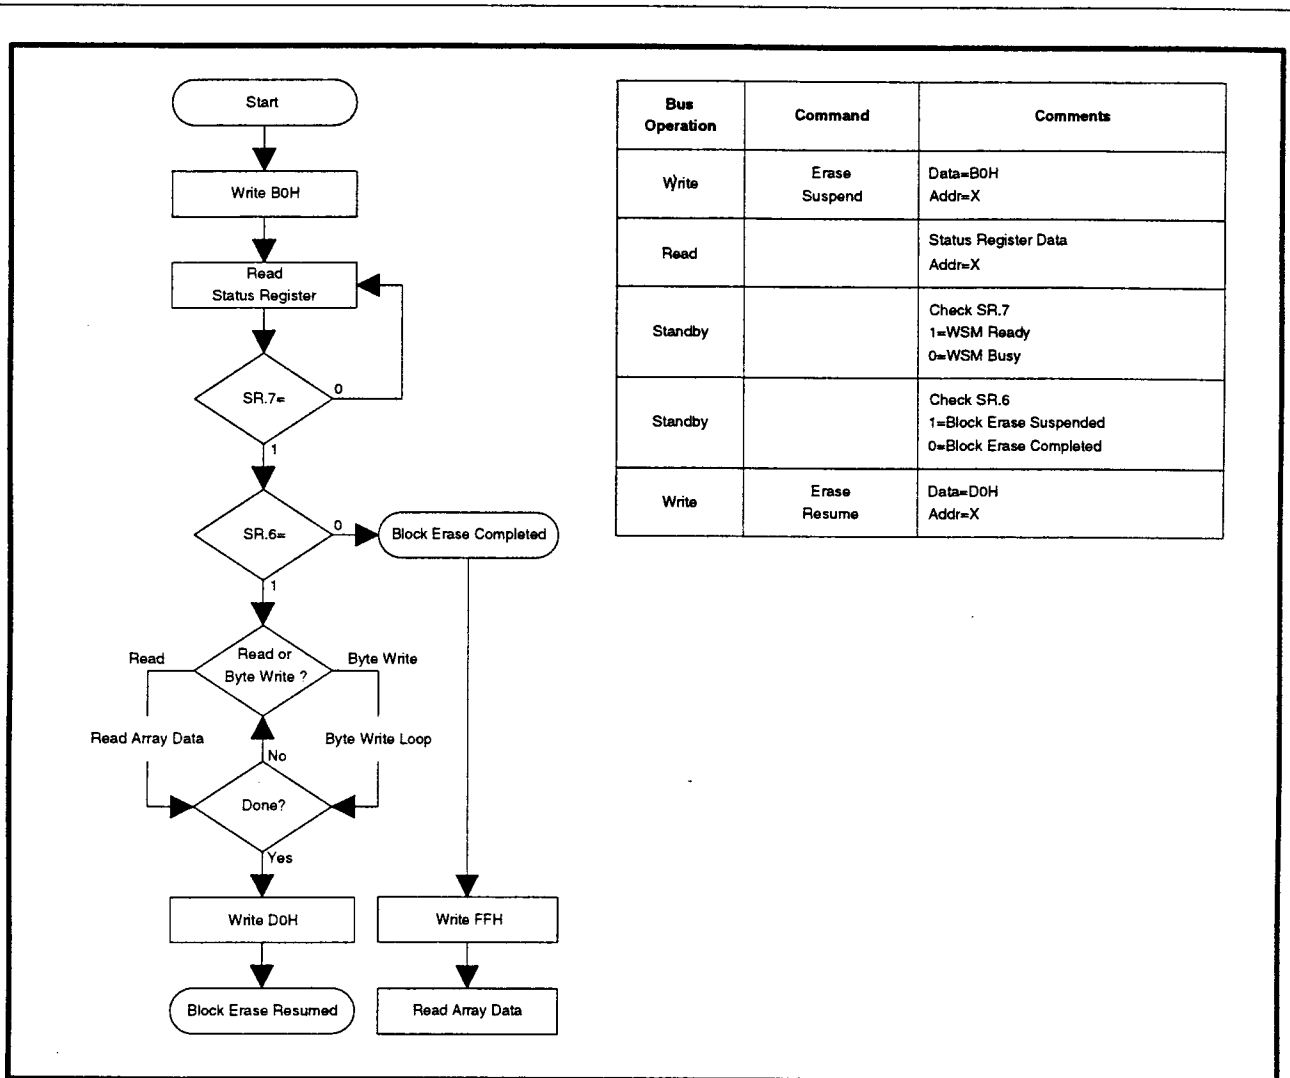 Start
Write B0H
Read
Status Register
SR.7=
0
1
SR.6=
0
Block Erase Completed
1
Read or
Byte Write ?
Read
Byte Write
Read Array Data
Byte Write Loop
No
Done?
Yes
Write D0H
Write FFH
Block Erase Resumed
Read Array Data
Bus
Operation
Command
Comments
Write
Erase
Suspend
Data=B0H
Addr=X
Read
Status Register Data
Addr=X
Standby
Check SR.7
1=WSM Ready
0=WSM Busy
Standby
Check SR.6
1=Block Erase Suspended
0=Block Erase Completed
Write
Erase
Resume
Data=D0H
Addr=X